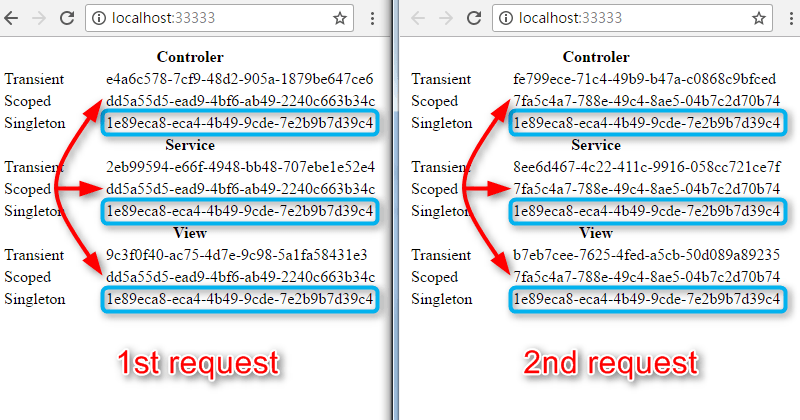 localhost:33333
Controler
Transient e4a6c578-7cf9-48d2-905a-1879be647ce6
Scoped dd5a55d5-ead9-4bf6-ab49-2240c663b34c
Singleton 1e89eca8-eca4-4b49-9cde-7e2b9b7d39c4
Service
Transient 2eb99594-e66f-4948-bb48-707ebe1e52e4
Scoped dd5a55d5-ead9-4bf6-ab49-2240c663b34c
Singleton 1e89eca8-eca4-4b49-9cde-7e2b9b7d39c4
View
Transient 9c3f0f40-ac75-4d7e-9c98-5a1fa58431e3
Scoped dd5a55d5-ead9-4bf6-ab49-2240c663b34c
Singleton 1e89eca8-eca4-4b49-9cde-7e2b9b7d39c4
1st request
localhost:33333
Controler
Transient fe799ece-71c4-49b9-b47a-c0868c9bfced
Scoped 7fa5c4a7-788e-49c4-8ae5-04b7c2d70b74
Singleton 1e89eca8-eca4-4b49-9cde-7e2b9b7d39c4
Service
Transient 8ee6d467-4c22-411c-9916-058cc721ce7f
Scoped 7fa5c4a7-788e-49c4-8ae5-04b7c2d70b74
Singleton 1e89eca8-eca4-4b49-9cde-7e2b9b7d39c4
View
Transient b7eb7cee-7625-4fed-a5cb-50d089a89235
Scoped 7fa5c4a7-788e-49c4-8ae5-04b7c2d70b74
Singleton 1e89eca8-eca4-4b49-9cde-7e2b9b7d39c4
2nd request